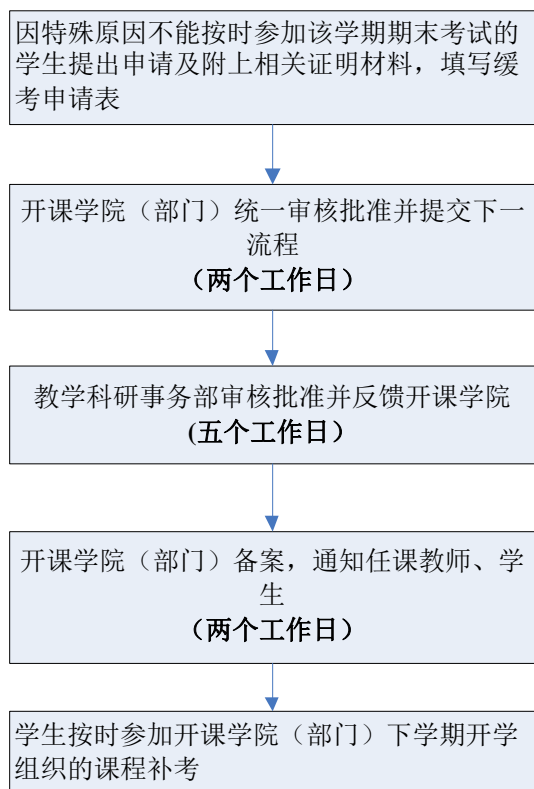 因特殊原因不能按时参加该学期期末考试的
学生提出申请及附上相关证明材料，填写缓
考申请表
开课学院（部门）统一审核批准并提交下一
流程
（两个工作日）
教学科研事务部审核批准并反馈开课学院
(五个工作日）
开课学院（部门）备案，通知任课教师、学
生
（两个工作日）
学生按时参加开课学院（部门）下学期开学
组织的课程补考